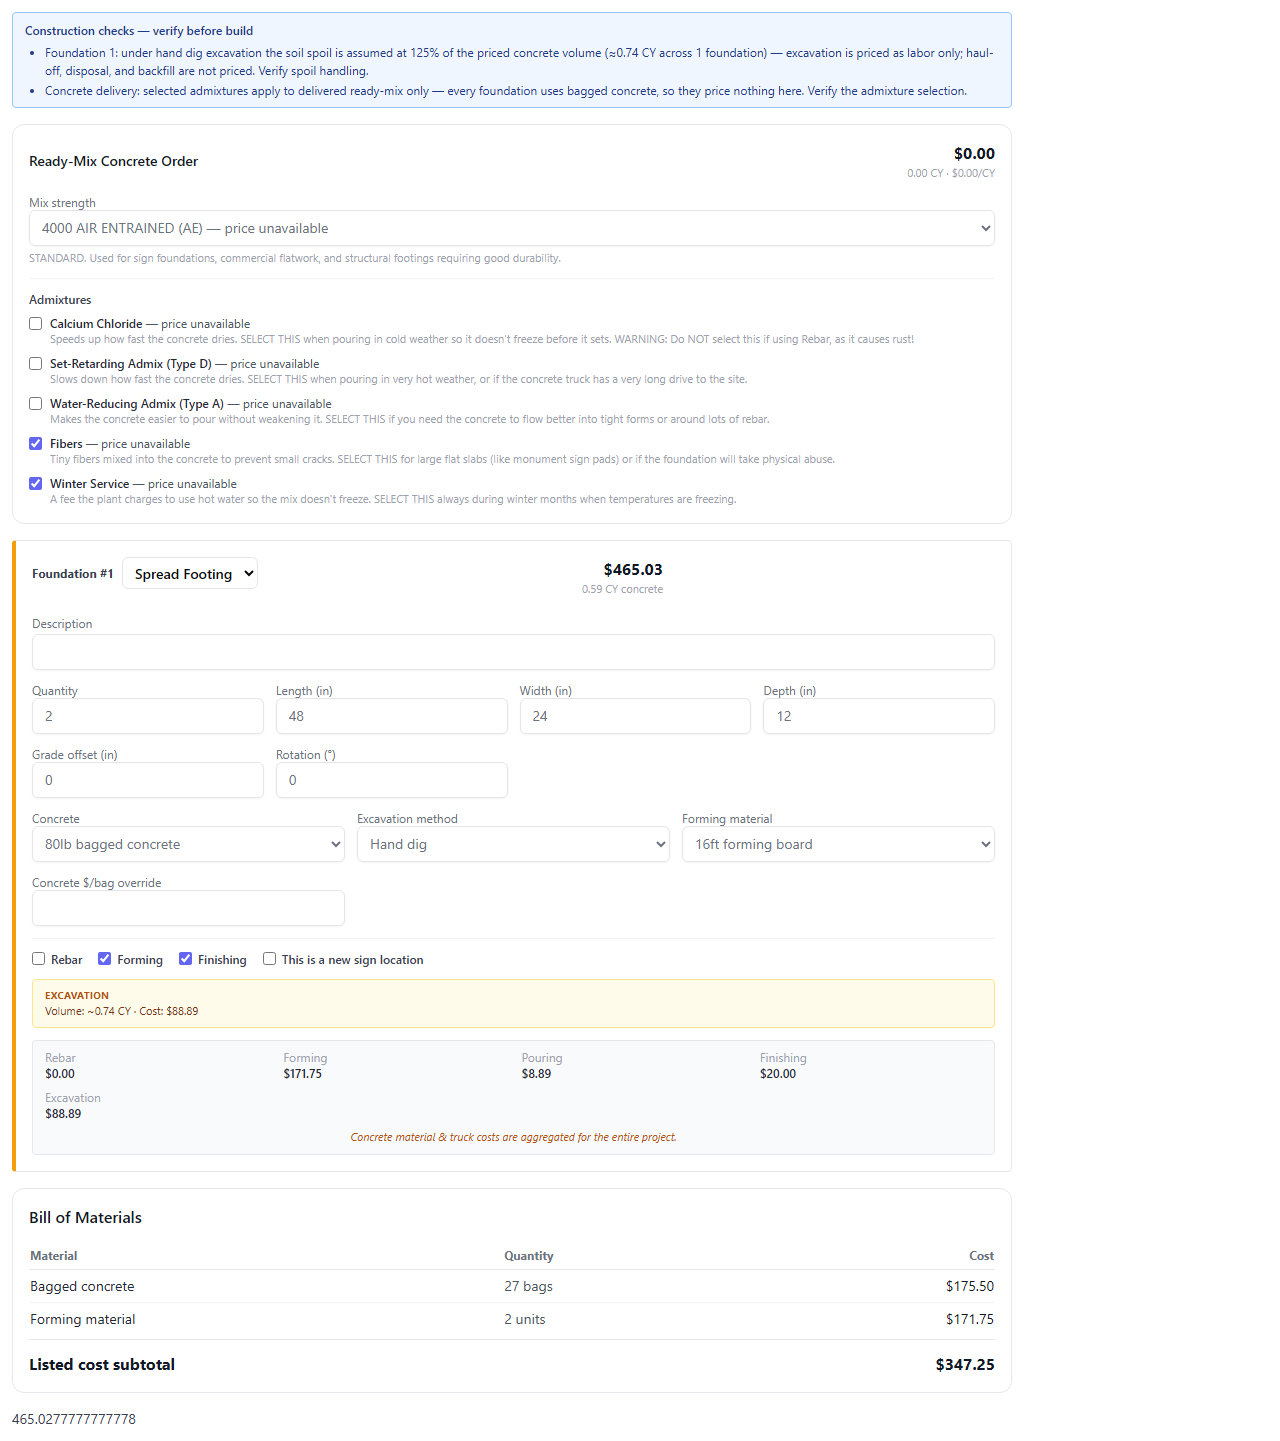 Construction checks — verify before build
• Foundation 1: under hand dig excavation the soil spoil is assumed at 125% of the priced concrete volume (≈0.74 CY across 1 foundation) — excavation is priced as labor only; haul-
off, disposal, and backfill are not priced. Verify spoil handling.
• Concrete delivery: selected admixtures apply to delivered ready-mix only — every foundation uses bagged concrete, so they price nothing here. Verify the admixture selection.
Ready-Mix Concrete Order
$0.00
0.00 CY · $0.00/CY
Mix strength
4000 AIR ENTRAINED (AE) — price unavailable
STANDARD. Used for sign foundations, commercial flatwork, and structural footings requiring good durability.
Admixtures
Calcium Chloride — price unavailable
Speeds up how fast the concrete dries. SELECT THIS when pouring in cold weather so it doesn't freeze before it sets. WARNING: Do NOT select this if using Rebar, as it causes rust!
Set-Retarding Admix (Type D) — price unavailable
Slows down how fast the concrete dries. SELECT THIS when pouring in very hot weather, or if the concrete truck has a very long drive to the site.
Water-Reducing Admix (Type A) — price unavailable
Makes the concrete easier to pour without weakening it. SELECT THIS if you need the concrete to flow better into tight forms or around lots of rebar.
Fibers — price unavailable
Tiny fibers mixed into the concrete to prevent small cracks. SELECT THIS for large flat slabs (like monument sign pads) or if the foundation will take physical abuse.
Winter Service — price unavailable
A fee the plant charges to use hot water so the mix doesn't freeze. SELECT THIS always during winter months when temperatures are freezing.
Foundation #1 Spread Footing
$465.03
0.59 CY concrete
Description
Quantity Length (in) Width (in) Depth (in)
2 48 24 12
Grade offset (in) Rotation (°)
0 0
Concrete Excavation method Forming material
80lb bagged concrete Hand dig 16ft forming board
Concrete $/bag override
Rebar Forming Finishing This is a new sign location
EXCAVATION
Volume: ~0.74 CY · Cost: $88.89
Rebar Forming Pouring Finishing
$0.00 $171.75 $8.89 $20.00
Excavation
$88.89
Concrete material & truck costs are aggregated for the entire project.
Bill of Materials
Material Quantity Cost
Bagged concrete 27 bags $175.50
Forming material 2 units $171.75
Listed cost subtotal $347.25
465.0277777777778